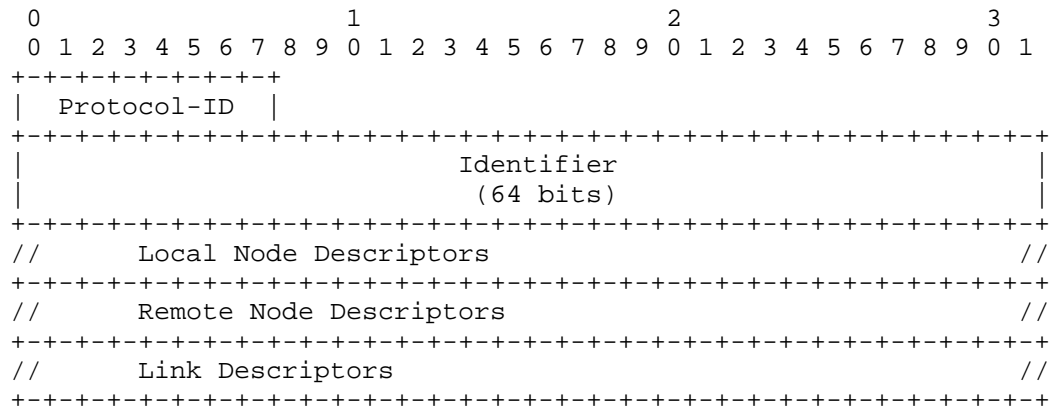 0                   1                   2                   3
 0 1 2 3 4 5 6 7 8 9 0 1 2 3 4 5 6 7 8 9 0 1 2 3 4 5 6 7 8 9 0 1
+-+-+-+-+-+-+-+-+
|  Protocol-ID  |
+-+-+-+-+-+-+-+-+-+-+-+-+-+-+-+-+-+-+-+-+-+-+-+-+-+-+-+-+-+-+-+-+
|                           Identifier                          |
|                            (64 bits)                          |
+-+-+-+-+-+-+-+-+-+-+-+-+-+-+-+-+-+-+-+-+-+-+-+-+-+-+-+-+-+-+-+-+
//      Local Node Descriptors                                 //
+-+-+-+-+-+-+-+-+-+-+-+-+-+-+-+-+-+-+-+-+-+-+-+-+-+-+-+-+-+-+-+-+
//      Remote Node Descriptors                                //
+-+-+-+-+-+-+-+-+-+-+-+-+-+-+-+-+-+-+-+-+-+-+-+-+-+-+-+-+-+-+-+-+
//      Link Descriptors                                       //
+-+-+-+-+-+-+-+-+-+-+-+-+-+-+-+-+-+-+-+-+-+-+-+-+-+-+-+-+-+-+-+-+